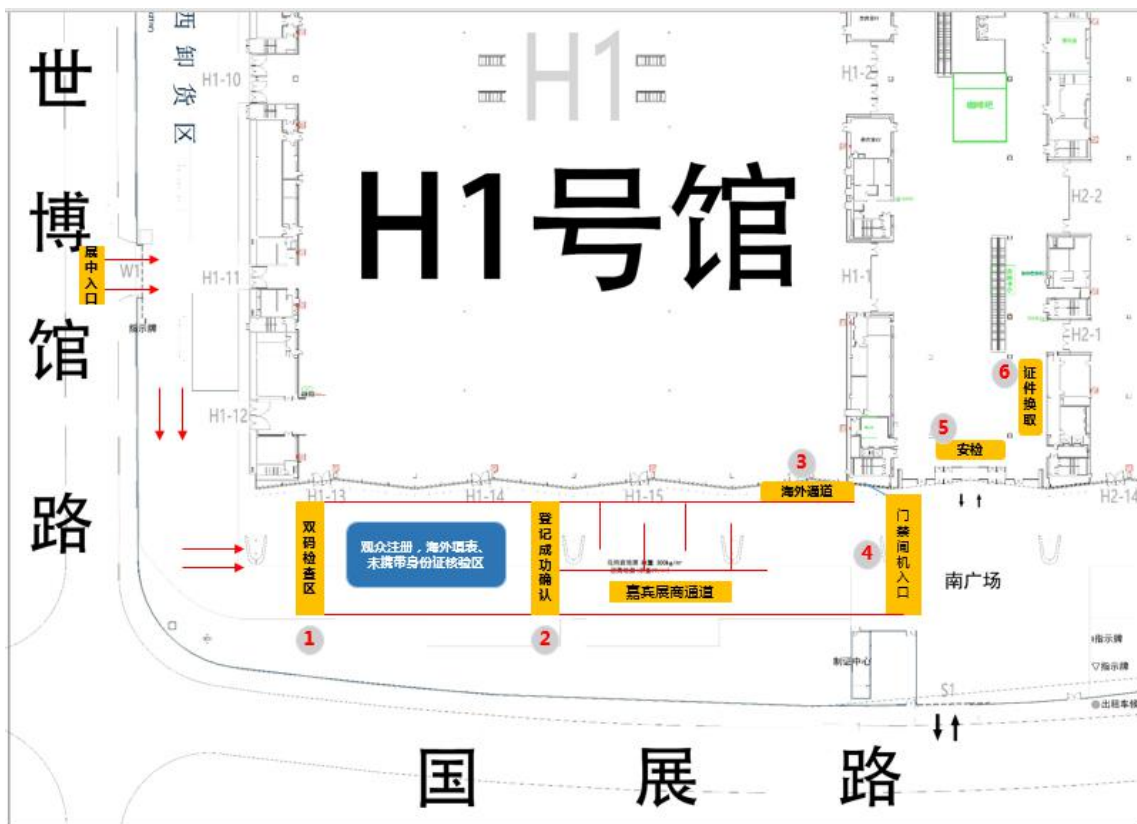 世博馆路
西卸货区
H1
H1号馆
H1-10
H1-11
H1-12
H1-2
H1-1
H2-2
H2-1
咖啡吧
展中入口
W1
指示牌
6
证件换取
5
安检
3
海外通道
H1-13
H1-14
H1-15
H2-14
双码检查区
观众注册，海外填表、
未携带身份证核验区
登记成功确认
嘉宾展商通道
4
门禁闸机入口
南广场
1
2
制证中心
指示牌
指示牌
S1
国展路